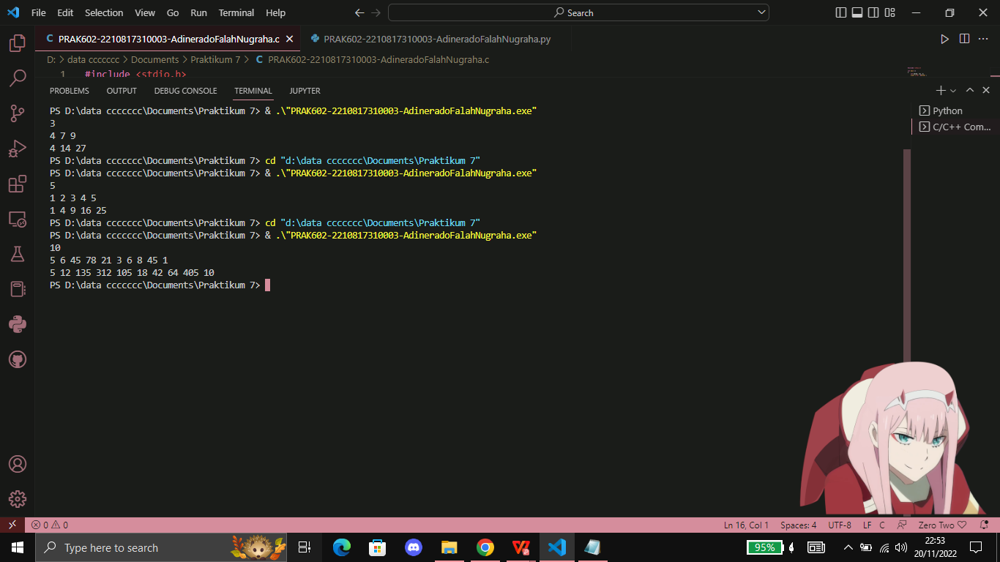 File Edit Selection View Go Run Terminal Help
Search
PRAK602-2210817310003-AdineradoFalahNugraha.c
PRAK602-2210817310003-AdineradoFalahNugraha.py
D: > data ccccccc > Documents > Praktikum 7 > C PRAK602-2210817310003-AdineradoFalahNugraha.c
1 #include <stdio.h>
PROBLEMS OUTPUT DEBUG CONSOLE TERMINAL JUPYTER
PS D:\data ccccccc\Documents\Praktikum 7> & .\"PRAK602-2210817310003-AdineradoFalahNugraha.exe"
3
4 7 9
4 14 27
PS D:\data ccccccc\Documents\Praktikum 7> cd "d:\data ccccccc\Documents\Praktikum 7"
PS D:\data ccccccc\Documents\Praktikum 7> & .\"PRAK602-2210817310003-AdineradoFalahNugraha.exe"
5
1 2 3 4 5
1 4 9 16 25
PS D:\data ccccccc\Documents\Praktikum 7> cd "d:\data ccccccc\Documents\Praktikum 7"
PS D:\data ccccccc\Documents\Praktikum 7> & .\"PRAK602-2210817310003-AdineradoFalahNugraha.exe"
10
5 6 45 78 21 3 6 8 45 1
5 12 135 312 105 18 42 64 405 10
PS D:\data ccccccc\Documents\Praktikum 7>
Python
C/C++ Com...
0 0
Ln 16, Col 1 Spaces: 4 UTF-8 LF C Zero Two
Type here to search
95%
22:53
20/11/2022